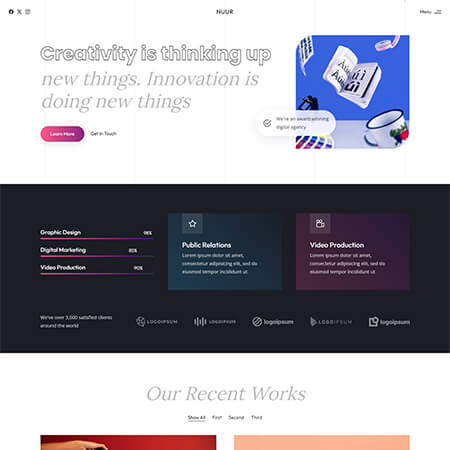 NUUR
Menu
Creativity is thinking up
new things. Innovation is
doing new things
We're an award winning
digital agency
Learn More
Get In Touch
Graphic Design
Digital Marketing
Video Production
90%
Public Relations
Lorem ipsum dolor sit amet,
consectetur adipiscing elit, sed do
eiusmod tempor incididunt ut
Video Production
Lorem ipsum dolor sit amet,
consectetur adipiscing elit, sed do
eiusmod tempor incididunt ut
We've over 3,000 satisfied clients
around the world
LOGOIPSUM
LOGOIPSUM
logoipsum
LOGOIPSUM
logoipsum
Our Recent Works
Show All First Second Third